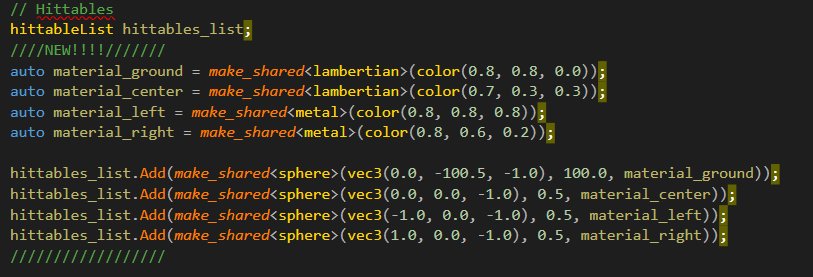 // Hittables
hittableList hittables_list;
////NEW!!!!///////
auto material_ground = make_shared<lambertian>(color(0.8, 0.8, 0.0));
auto material_center = make_shared<lambertian>(color(0.7, 0.3, 0.3));
auto material_left = make_shared<metal>(color(0.8, 0.8, 0.8));
auto material_right = make_shared<metal>(color(0.8, 0.6, 0.2));
hittables_list.Add(make_shared<sphere>(vec3(0.0, -100.5, -1.0), 100.0, material_ground));
hittables_list.Add(make_shared<sphere>(vec3(0.0, 0.0, -1.0), 0.5, material_center));
hittables_list.Add(make_shared<sphere>(vec3(-1.0, 0.0, -1.0), 0.5, material_left));
hittables_list.Add(make_shared<sphere>(vec3(1.0, 0.0, -1.0), 0.5, material_right));
//////////////////